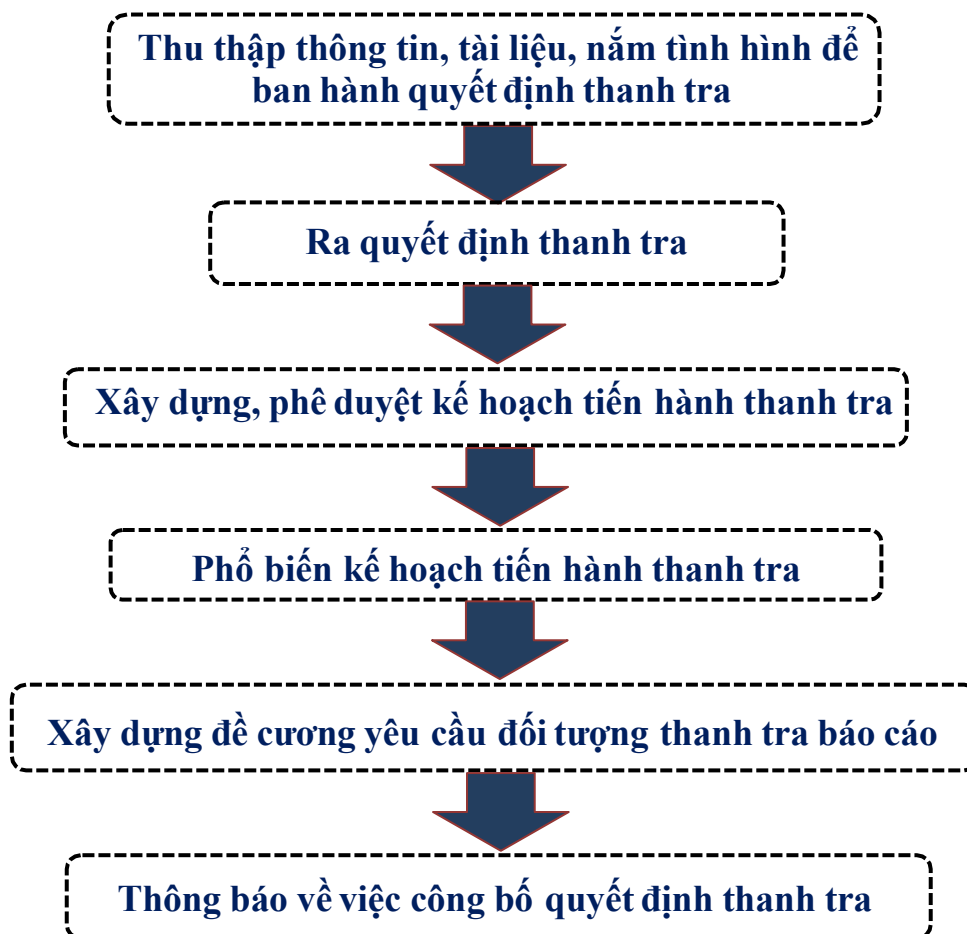 Thu thập thông tin, tài liệu, nắm tình hình để
ban hành quyết định thanh tra
Ra quyết định thanh tra
Xây dựng, phê duyệt kế hoạch tiến hành thanh tra
Phổ biến kế hoạch tiến hành thanh tra
Xây dựng đề cương yêu cầu đối tượng thanh tra báo cáo
Thông báo về việc công bố quyết định thanh tra